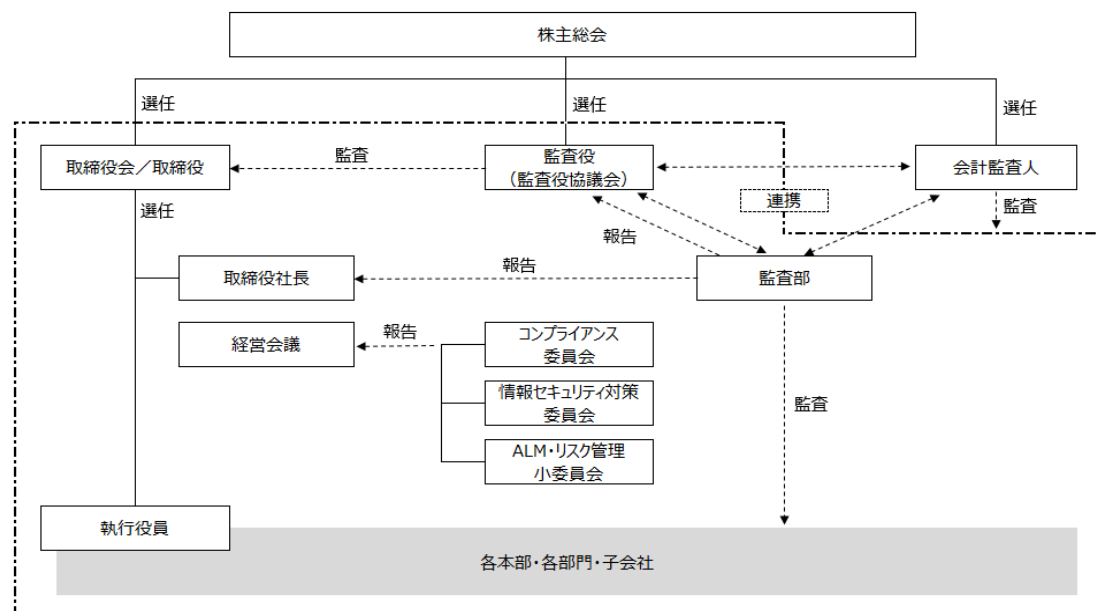 株主総会
選任
選任
選任
取締役会／取締役
監査
監査役
（監査役協議会）
会計監査人
連携
選任
報告
監査
取締役社長
報告
監査部
経営会議
報告
コンプライアンス
委員会
情報セキュリティ対策
委員会
監査
ALM・リスク管理
小委員会
執行役員
各本部・各部門・子会社